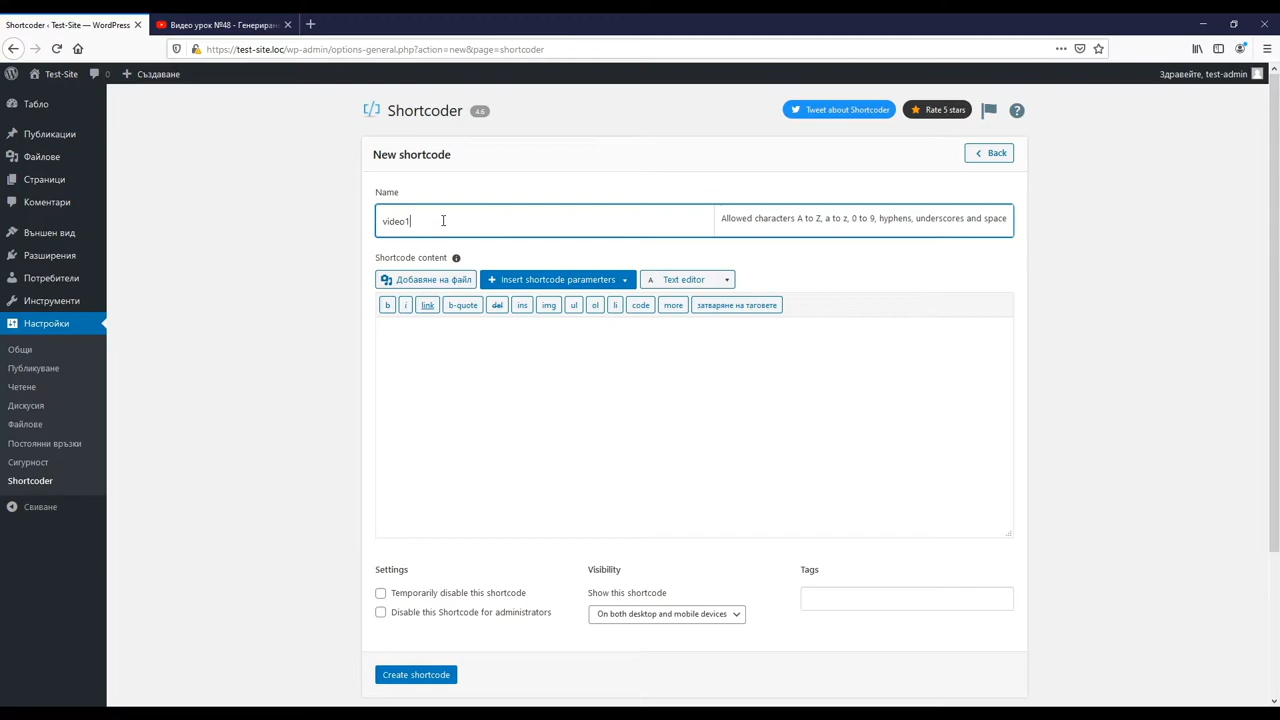 Shortcoder ‹ Test-Site — WordPress
Видео урок №48 - Генериран
https://test-site.loc/wp-admin/options-general.php?action=new&page=shortcoder
Test-Site
0
Създаване
Здравейте, test-admin
Табло
Публикации
Файлове
Страници
Коментари
Външен вид
Разширения
Потребители
Инструменти
Настройки
Общи
Публикуване
Четене
Дискусия
Файлове
Постоянни връзки
Сигурност
Shortcoder
Свиване
[/] Shortcoder 4.6
Tweet about Shortcoder
Rate 5 stars
?
New shortcode
Back
Name
video1
Allowed characters A to Z, a to z, 0 to 9, hyphens, underscores and space
Shortcode content
Добавяне на файл
Insert shortcode paramerters
A Text editor
b
i
link
b-quote
del
ins
img
ul
ol
li
code
more
затваряне на таговете
Settings
Temporarily disable this shortcode
Disable this Shortcode for administrators
Visibility
Show this shortcode
On both desktop and mobile devices
Tags
Create shortcode